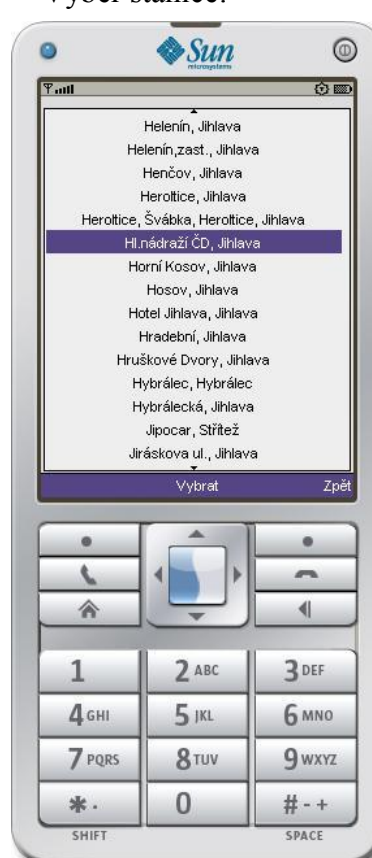 Výběr stanice:
Sun
microsystems
Helenín, Jihlava
Helenín,zast., Jihlava
Henčov, Jihlava
Heroltice, Jihlava
Heroltice, Švábka, Heroltice, Jihlava
Hl.nádraží ČD, Jihlava
Horní Kosov, Jihlava
Hosov, Jihlava
Hotel Jihlava, Jihlava
Hradební, Jihlava
Hruškové Dvory, Jihlava
Hybrálec, Hybrálec
Hybrálecká, Jihlava
Jipocar, Střítež
Jiráskova ul., Jihlava
Vybrat Zpět
1 2 ABC 3 DEF
4 GHI 5 JKL 6 MNO
7 PQRS 8 TUV 9 WXYZ
* . 0 # - +
SHIFT SPACE